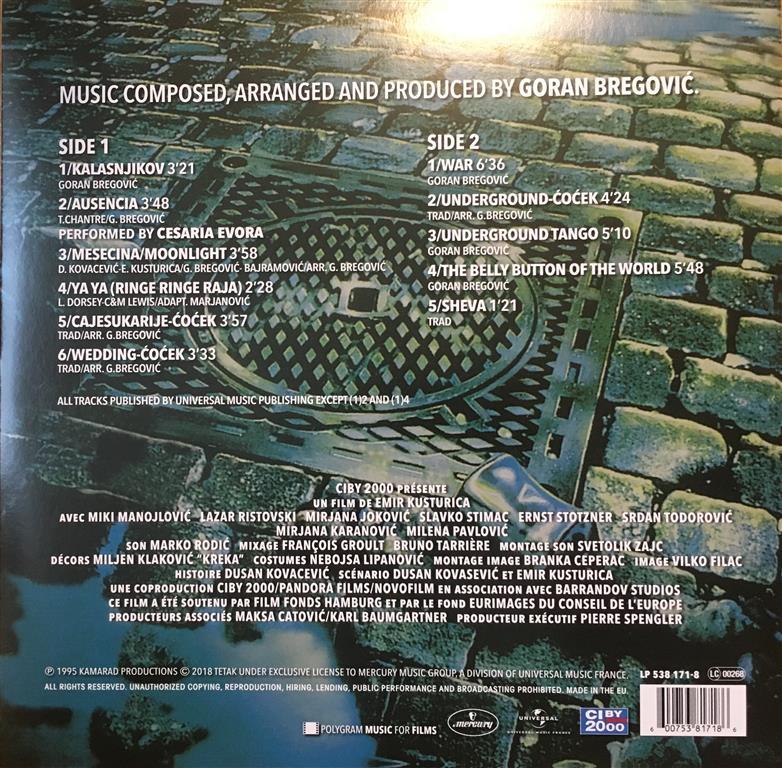 MUSIC COMPOSED, ARRANGED AND PRODUCED BY GORAN BREGOVIĆ.
SIDE 1
1/KALASNJIKOV 3'21
GORAN BREGOVIĆ
2/AUSENCIA 3'48
T.CHANTRE/G. BREGOVIĆ
PERFORMED BY CESARIA EVORA
3/MESECINA/MOONLIGHT 3'58
D. KOVACEVIĆ-E. KUSTURICA/G. BREGOVIĆ- BAJRAMOVIĆ/ARR. G. BREGOVIĆ
4/YA YA (RINGE RINGE RAJA) 2'28
L. DORSEY-C&M LEWIS/ADAPT. MARJANOVIĆ
5/CAJESUKARIJE-ĆOĆEK 3'57
TRAD/ARR. G.BREGOVIĆ
6/WEDDING-ĆOĆEK 3'33
TRAD/ARR. G.BREGOVIĆ
SIDE 2
1/WAR 6'36
GORAN BREGOVIĆ
2/UNDERGROUND-ĆOĆEK 4'24
TRAD/ARR. G.BREGOVIĆ
3/UNDERGROUND TANGO 5'10
GORAN BREGOVIĆ
4/THE BELLY BUTTON OF THE WORLD 5'48
GORAN BREGOVIĆ
5/SHEVA 1'21
TRAD
ALL TRACKS PUBLISHED BY UNIVERSAL MUSIC PUBLISHING EXCEPT (1)2 AND (1)4
CIBY 2000 PRÉSENTE
UN FILM DE EMIR KUSTURICA
AVEC MIKI MANOJLOVIĆ LAZAR RISTOVSKI MIRJANA JOKOVIĆ SLAVKO STIMAC ERNST STOTZNER SRDAN TODOROVIĆ
MIRJANA KARANOVIĆ MILENA PAVLOVIĆ
SON MARKO RODIĆ MIXAGE FRANÇOIS GROULT BRUNO TARRIÈRE MONTAGE SON SVETOLIK ZAJC
DÉCORS MILJEN KLAKOVIĆ "KREKA" COSTUMES NEBOJSA LIPANOVIĆ MONTAGE IMAGE BRANKA CEPERAC IMAGE VILKO FILAC
HISTOIRE DUSAN KOVACEVIĆ SCÉNARIO DUSAN KOVASEVIĆ ET EMIR KUSTURICA
UNE COPRODUCTION CIBY 2000/PANDORA FILMS/NOVOFILM EN ASSOCIATION AVEC BARRANDOV STUDIOS
CE FILM A ÉTÉ SOUTENU PAR FILM FONDS HAMBURG ET PAR LE FOND EURIMAGES DU CONSEIL DE L'EUROPE
PRODUCTEURS ASSOCIÉS MAKSA CATOVIĆ/KARL BAUMGARTNER PRODUCTEUR EXÉCUTIF PIERRE SPENGLER
℗ 1995 KAMARAD PRODUCTIONS © 2018 TETAK UNDER EXCLUSIVE LICENSE TO MERCURY MUSIC GROUP, A DIVISION OF UNIVERSAL MUSIC FRANCE. LP 538 171-8 LC 00268
ALL RIGHTS RESERVED. UNAUTHORIZED COPYING, REPRODUCTION, HIRING, LENDING, PUBLIC PERFORMANCE AND BROADCASTING PROHIBITED. MADE IN THE EU.
POLYGRAM MUSIC FOR FILMS
mercury
UNIVERSAL
UNIVERSAL MUSIC FRANCE
CIBY 2000
6 00753 81718 6